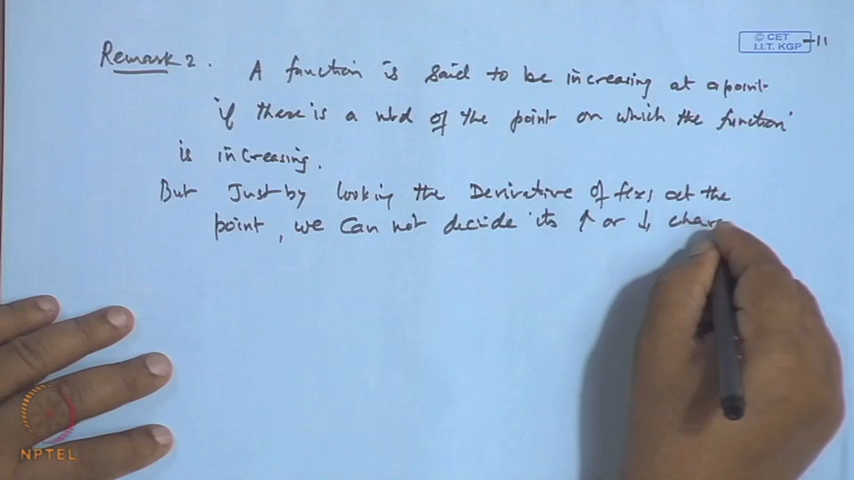 © CET
I.I.T. KGP
11
Remark 2. A function is said to be increasing at a point
if there is a nbd of the point on which the function
is increasing.
But Just by looking the Derivative of f(x) at the
point, we can not decide its ↑ or ↓ charac
NPTEL